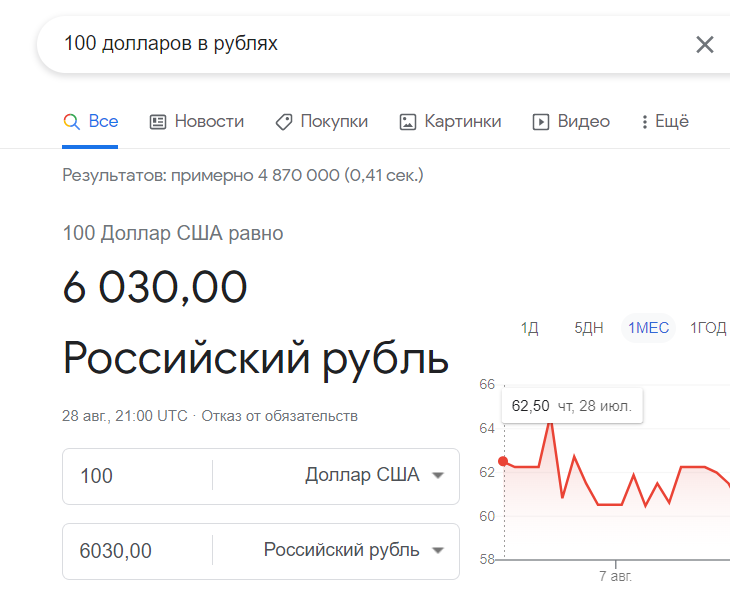 100 долларов в рублях
Все Новости Покупки Картинки Видео Ещё
Результатов: примерно 4 870 000 (0,41 сек.)
100 Доллар США равно
6 030,00
Российский рубль
28 авг., 21:00 UTC · Отказ от обязательств
100 Доллар США
6030,00 Российский рубль
1Д 5ДН 1МЕС 1ГОД
66
62,50 чт, 28 июл.
64
62
60
58
7 авг.